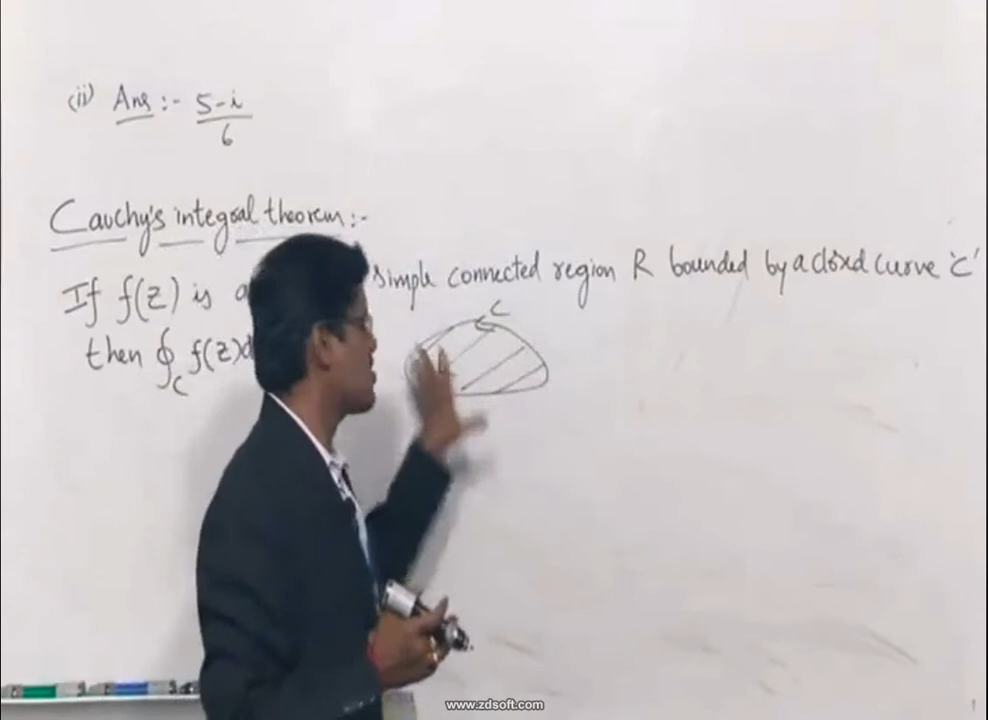 (ii) Ans :- 5-i/6
Cauchy's integral theorem :-
If f(z) is a simple connected region R bounded by a closed curve 'c'
then ∮c f(z)d
C
www.zdsoft.com